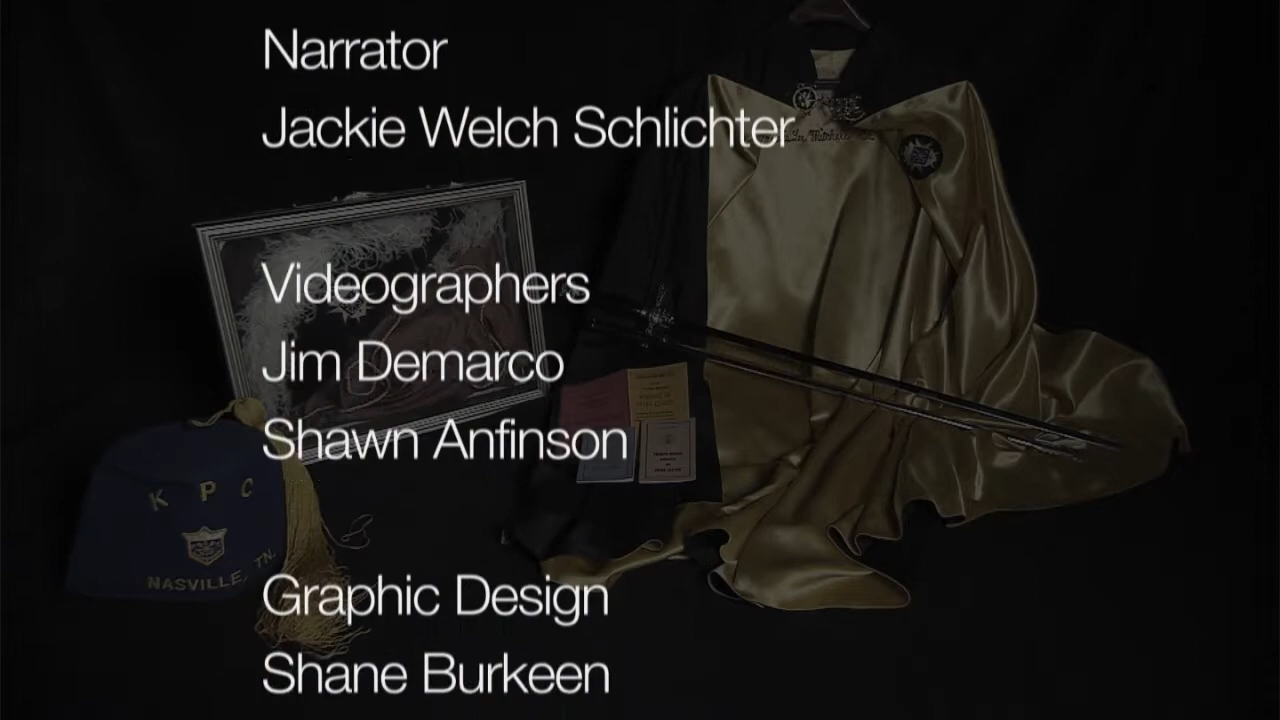 Narrator
Jackie Welch Schlichter
Videographers
Jim Demarco
Shawn Anfinson
K P C
NASVILLE, TN.
Graphic Design
Shane Burkeen